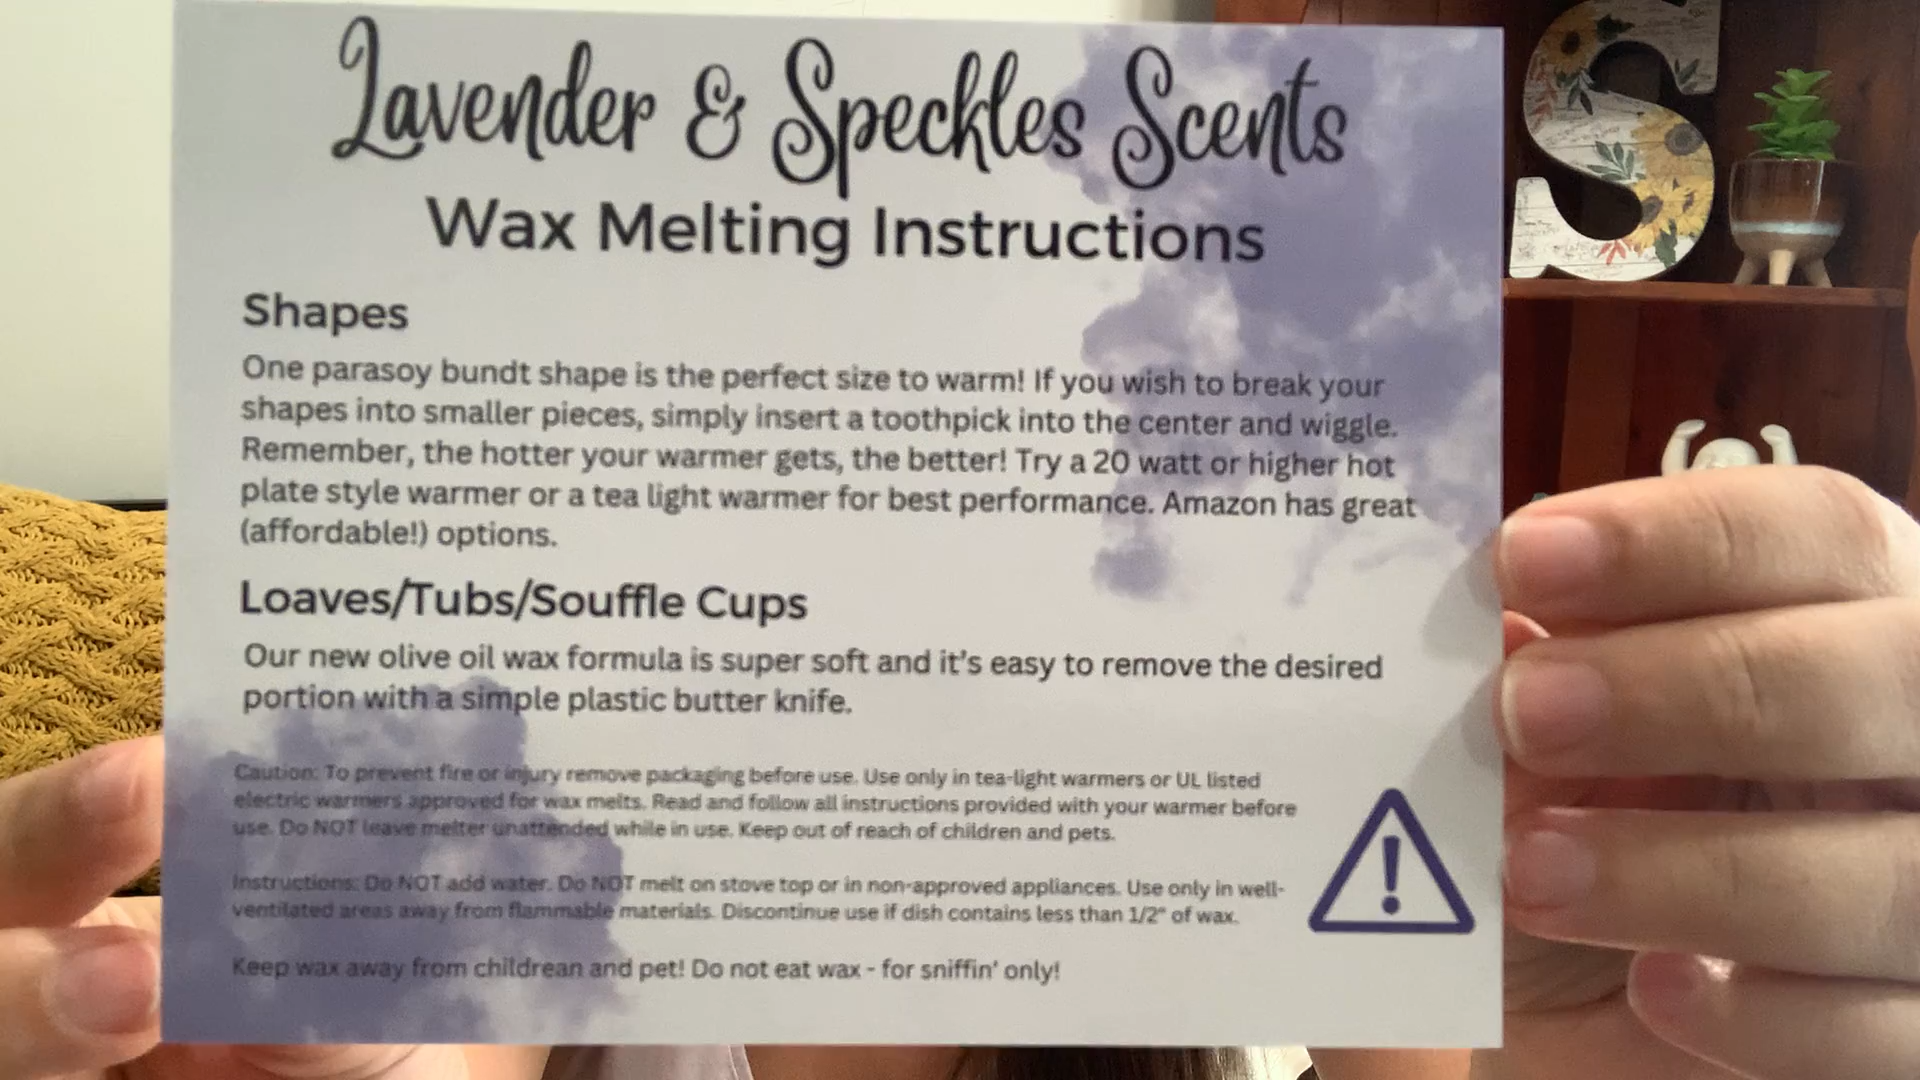 Lavender & Speckles Scents
Wax Melting Instructions
Shapes
One parasoy bundt shape is the perfect size to warm! If you wish to break your
shapes into smaller pieces, simply insert a toothpick into the center and wiggle.
Remember, the hotter your warmer gets, the better! Try a 20 watt or higher hot
plate style warmer or a tea light warmer for best performance. Amazon has great
(affordable!) options.
Loaves/Tubs/Souffle Cups
Our new olive oil wax formula is super soft and it's easy to remove the desired
portion with a simple plastic butter knife.
Caution: To prevent fire or injury remove packaging before use. Use only in tea-light warmers or UL listed
electric warmers approved for wax melts. Read and follow all instructions provided with your warmer before
use. Do NOT leave melter unattended while in use. Keep out of reach of children and pets.
Instructions: Do NOT add water. Do NOT melt on stove top or in non-approved appliances. Use only in well-
ventilated areas away from flammable materials. Discontinue use if dish contains less than 1/2" of wax.
Keep wax away from childrean and pet! Do not eat wax - for sniffin' only!
S